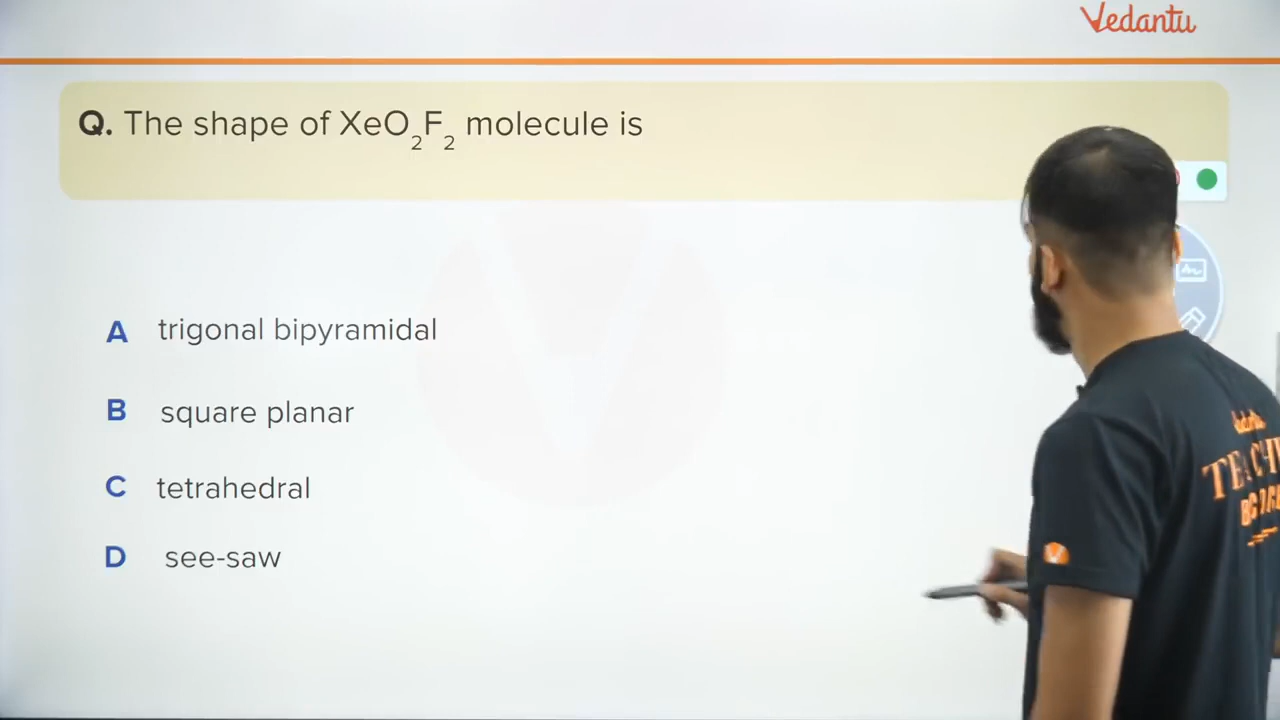 Vedantu
Q. The shape of XeO₂F₂ molecule is
A trigonal bipyramidal
B square planar
C tetrahedral
D see-saw